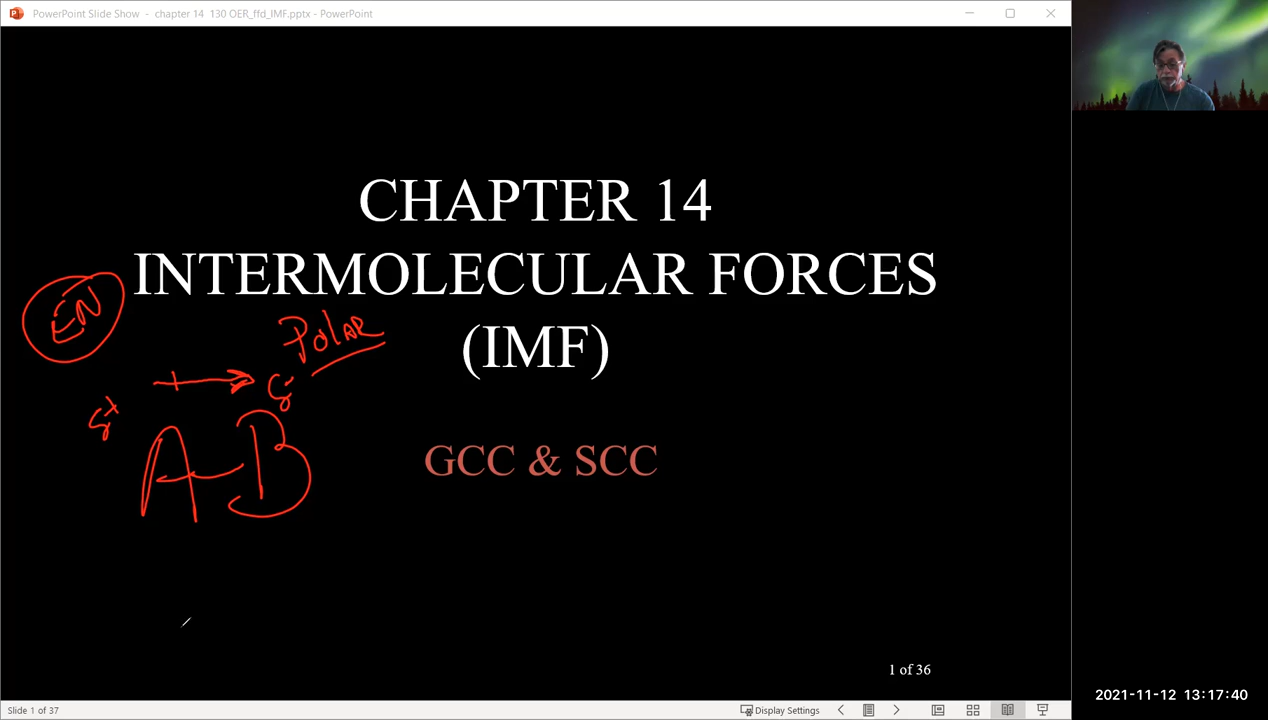 PowerPoint Slide Show - chapter 14 130 OER_ffd_IMF.pptx - PowerPoint
CHAPTER 14
INTERMOLECULAR FORCES
(IMF)
EN
POLAR
δ+
δ-
A-B
GCC & SCC
1 of 36
Slide 1 of 37
Display Settings
2021-11-12 13:17:40